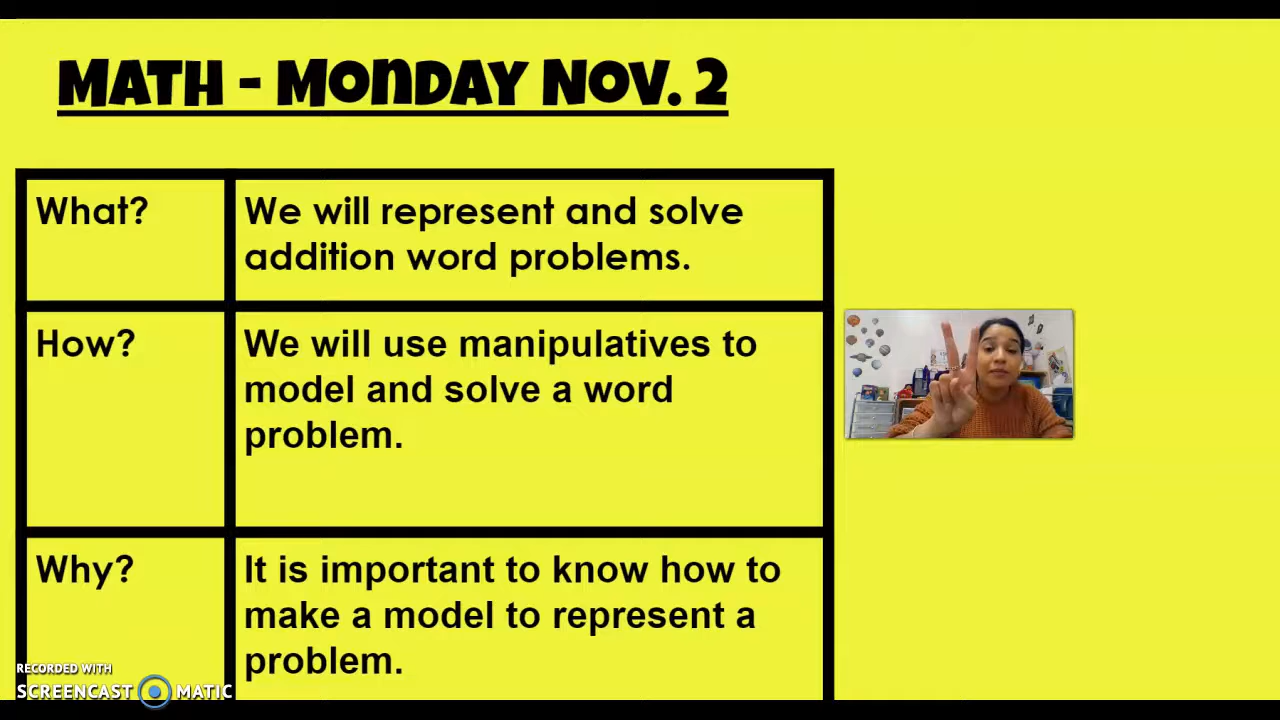 MATH - MONDAY NOV. 2
What?
We will represent and solve
addition word problems.
How?
We will use manipulatives to
model and solve a word
problem.
Why?
It is important to know how to
make a model to represent a
problem.
RECORDED WITH
SCREENCAST MATIC